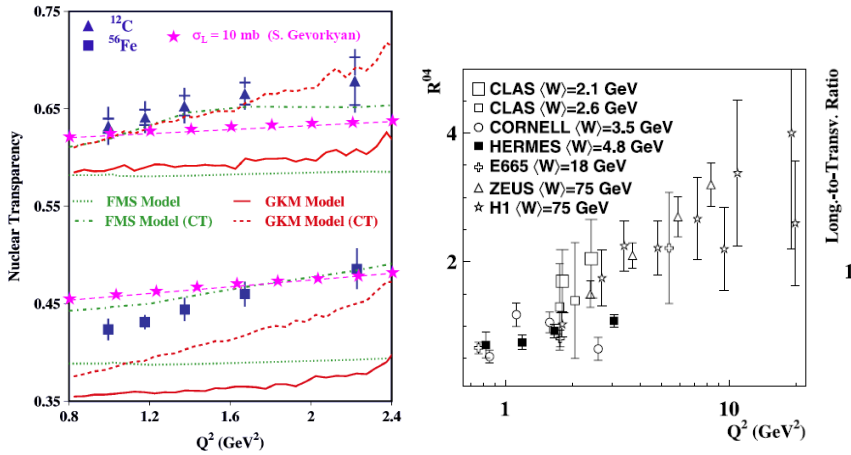 ¹²C
⁵⁶Fe
σ_L = 10 mb (S. Gevorkyan)
0.75
0.65
0.55
0.45
0.35
Nuclear Transparency
FMS Model
FMS Model (CT)
GKM Model
GKM Model (CT)
0.8
1.2
1.6
2
2.4
Q² (GeV²)
R⁰⁴
4
2
CLAS ⟨W⟩=2.1 GeV
CLAS ⟨W⟩=2.6 GeV
CORNELL ⟨W⟩=3.5 GeV
HERMES ⟨W⟩=4.8 GeV
E665 ⟨W⟩=18 GeV
ZEUS ⟨W⟩=75 GeV
H1 ⟨W⟩=75 GeV
1
10
Q² (GeV²)
Long.-to-Transv. Ratio
1